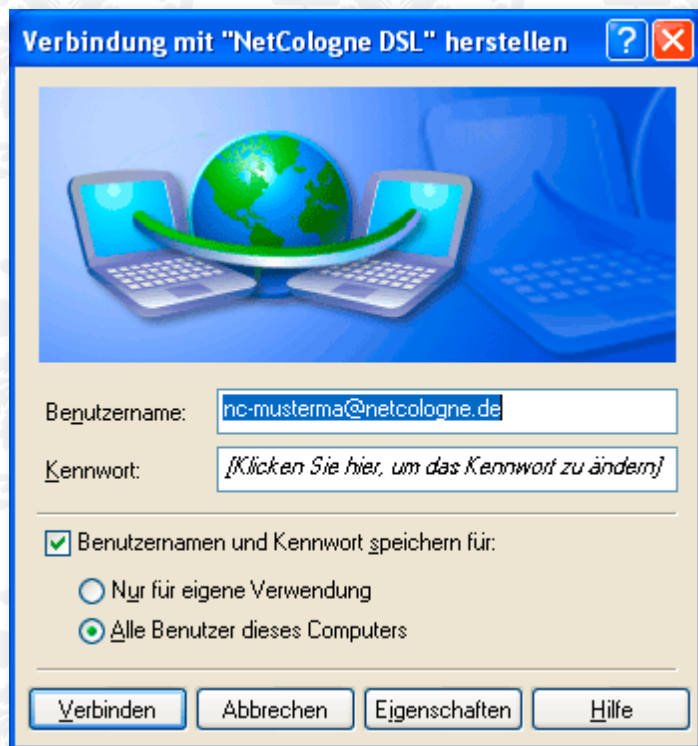 Verbindung mit "NetCologne DSL" herstellen
Benutzername: nc-musterma@netcologne.de
Kennwort: [Klicken Sie hier, um das Kennwort zu ändern]
Benutzernamen und Kennwort speichern für:
Nur für eigene Verwendung
Alle Benutzer dieses Computers
Verbinden Abbrechen Eigenschaften Hilfe